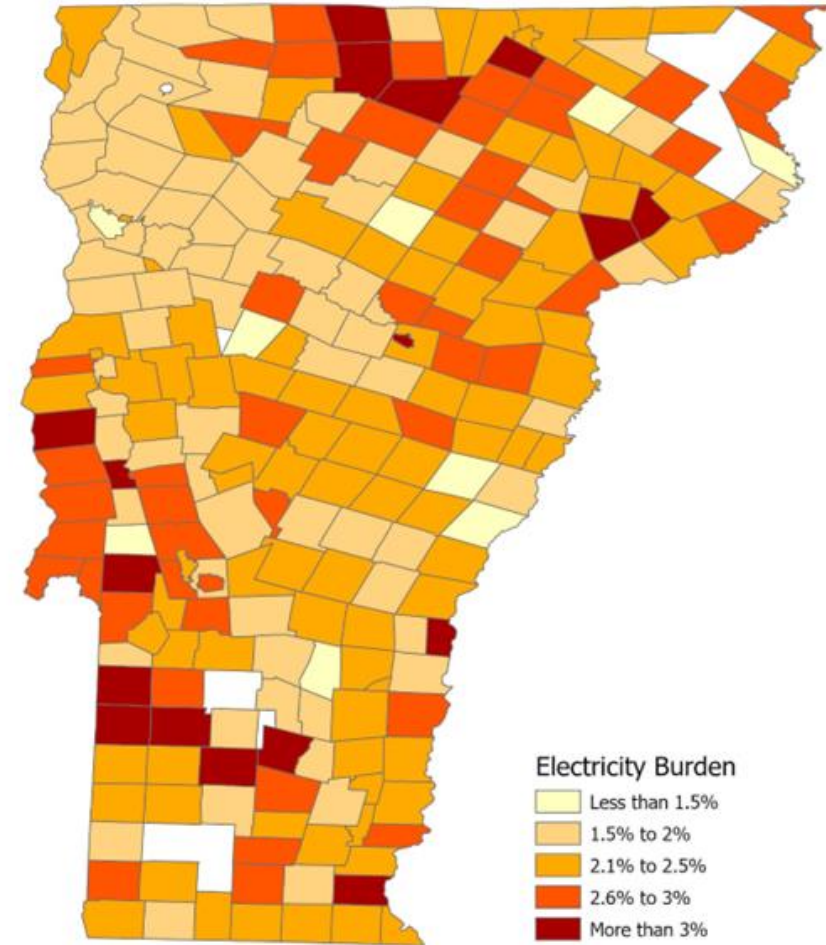 Electricity Burden
Less than 1.5%
1.5% to 2%
2.1% to 2.5%
2.6% to 3%
More than 3%